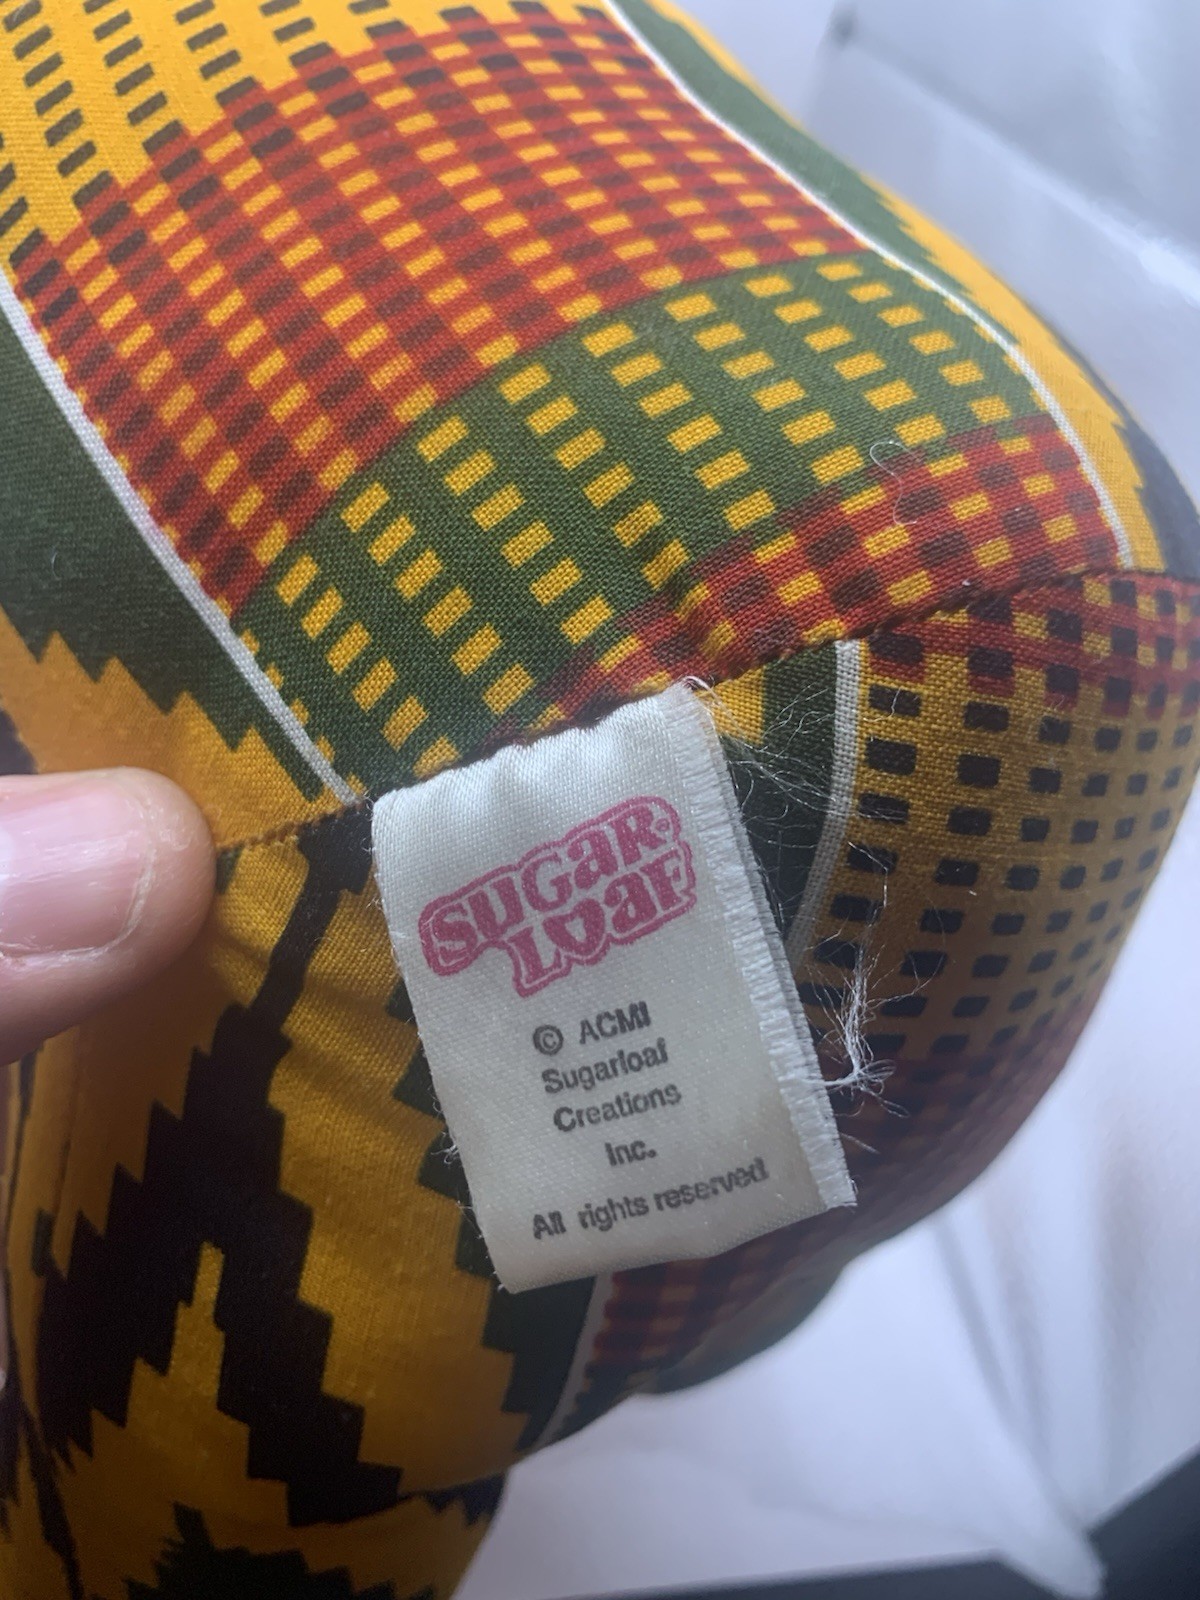 SUGAR-
LOAF
© ACMI
Sugarloaf
Creations
Inc.
All rights reserved